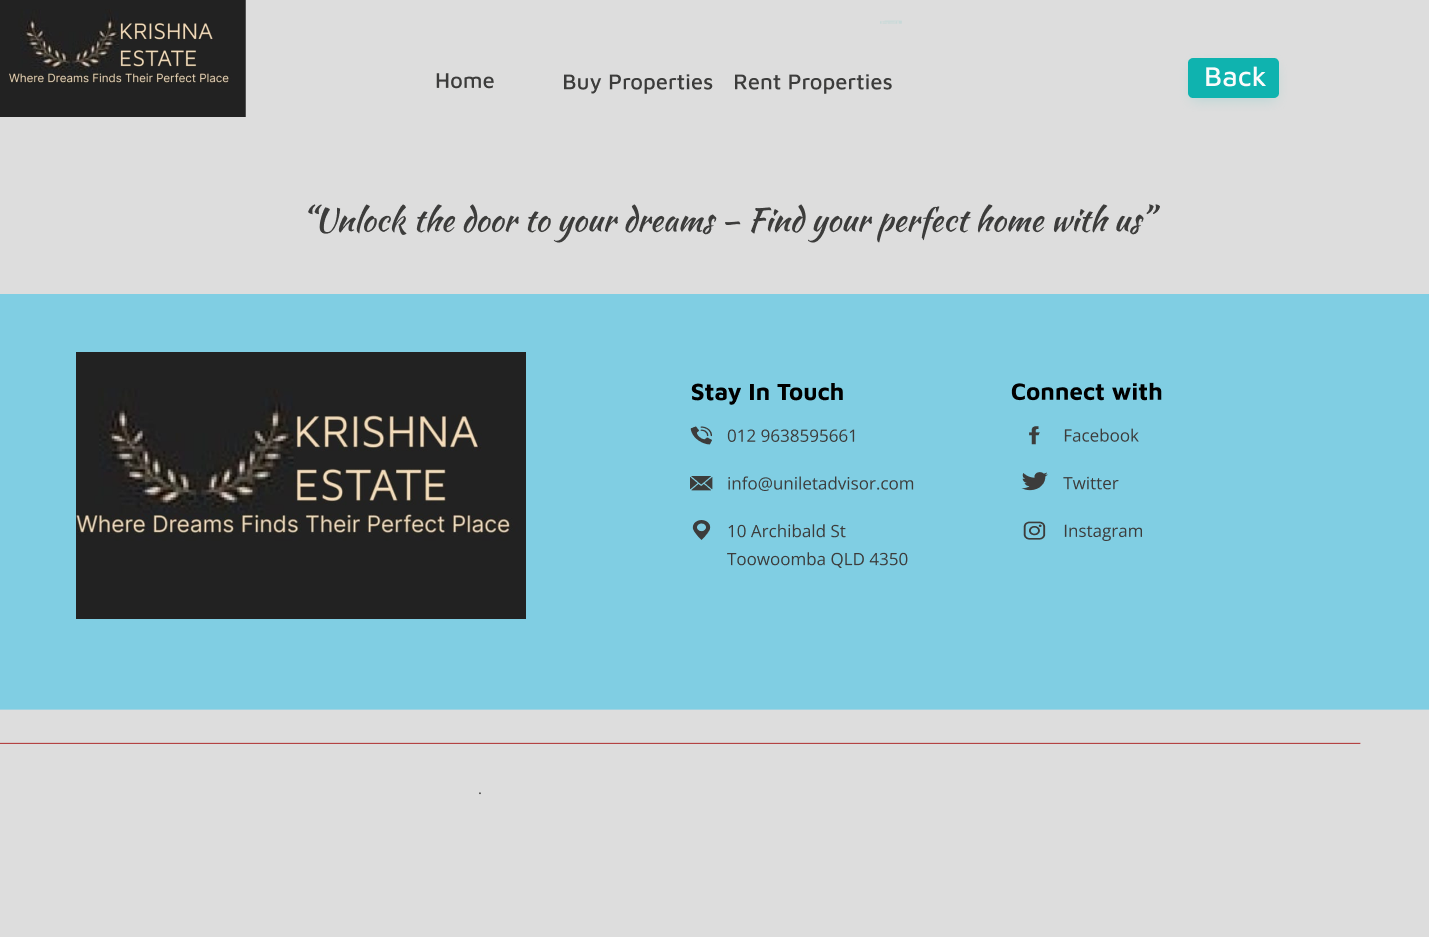 KRISHNA
ESTATE
Where Dreams Finds Their Perfect Place
Home
Buy Properties
Rent Properties
Back
“Unlock the door to your dreams – Find your perfect home with us”
KRISHNA
ESTATE
Where Dreams Finds Their Perfect Place
Stay In Touch
012 9638595661
info@uniletadvisor.com
10 Archibald St
Toowoomba QLD 4350
Connect with
Facebook
Twitter
Instagram
.